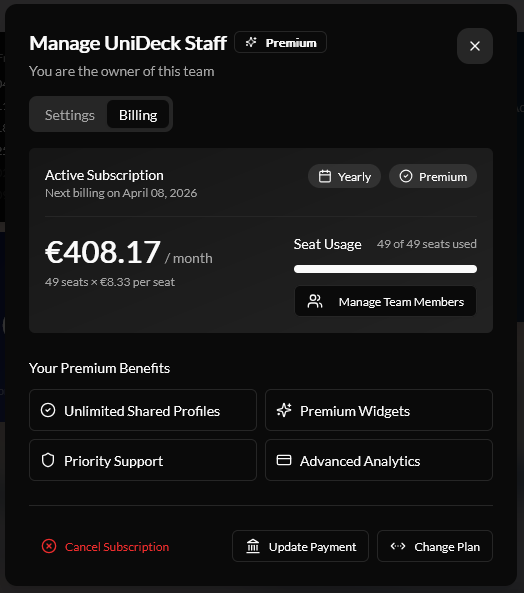 Manage UniDeck Staff Premium
You are the owner of this team
Settings Billing
Active Subscription
Next billing on April 08, 2026
Yearly Premium
€408.17 / month
49 seats × €8.33 per seat
Seat Usage 49 of 49 seats used
Manage Team Members
Your Premium Benefits
Unlimited Shared Profiles
Premium Widgets
Priority Support
Advanced Analytics
Cancel Subscription
Update Payment
Change Plan